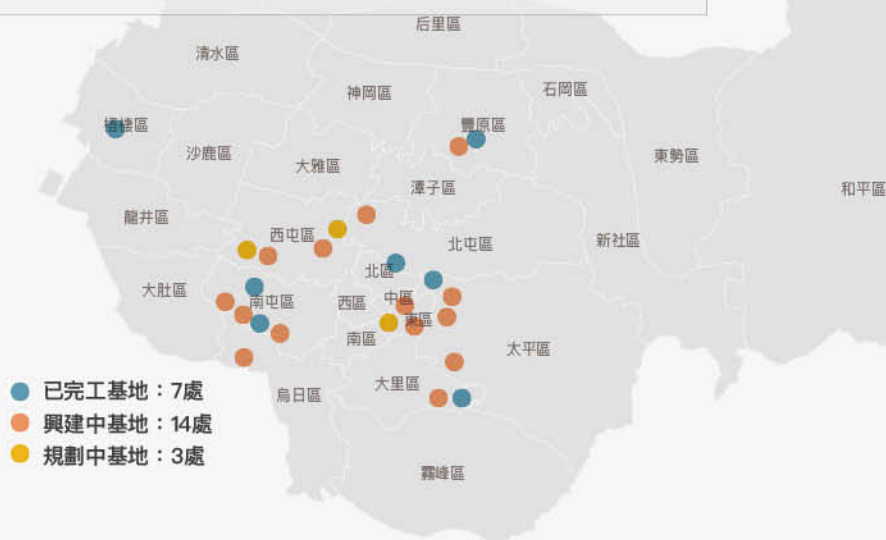 后里區
清水區
神岡區
石岡區
梧棲區
豐原區
沙鹿區
東勢區
大雅區
潭子區
和平區
龍井區
西屯區
北屯區
新社區
北區
大肚區
南屯區
西區
中區
東區
南區
太平區
大里區
烏日區
已完工基地：7處
興建中基地：14處
規劃中基地：3處
霧峰區